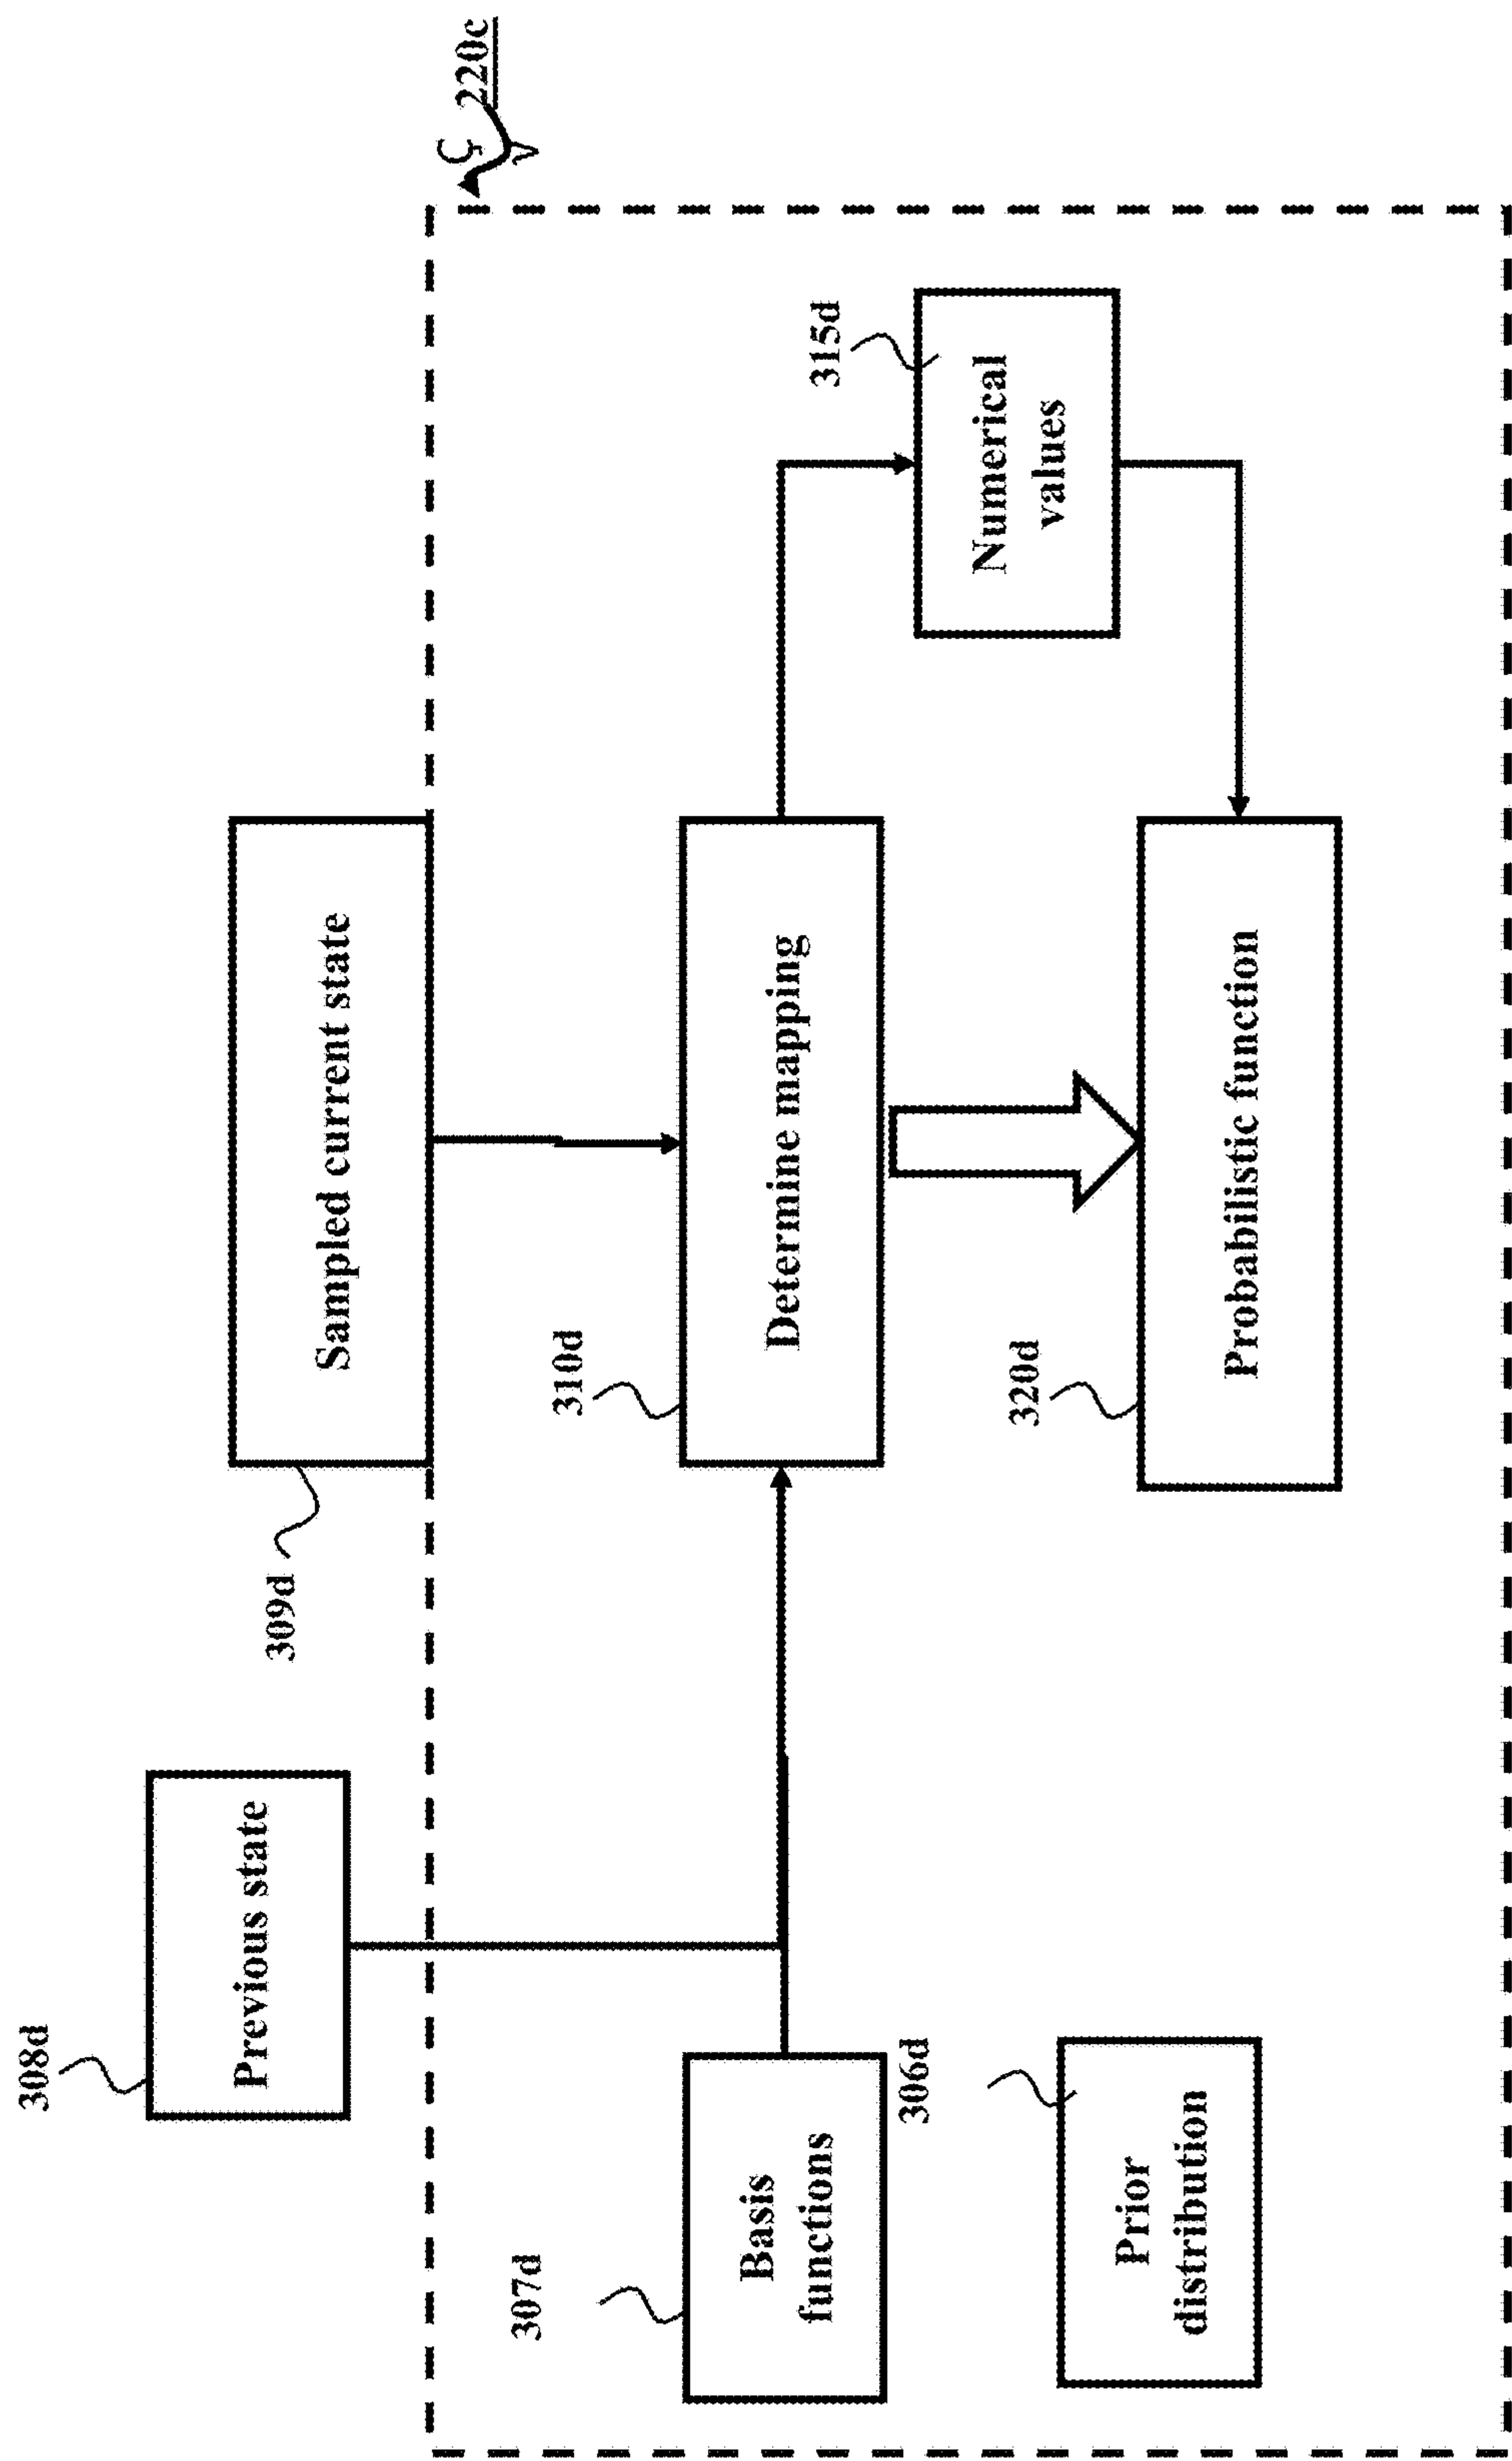 220c
308d
Previous state
309d
Sampled current state
307d
Basis
functions
310d
Determine mapping
315d
Numerical
values
306d
Prior
distribution
320d
Probabilistic function